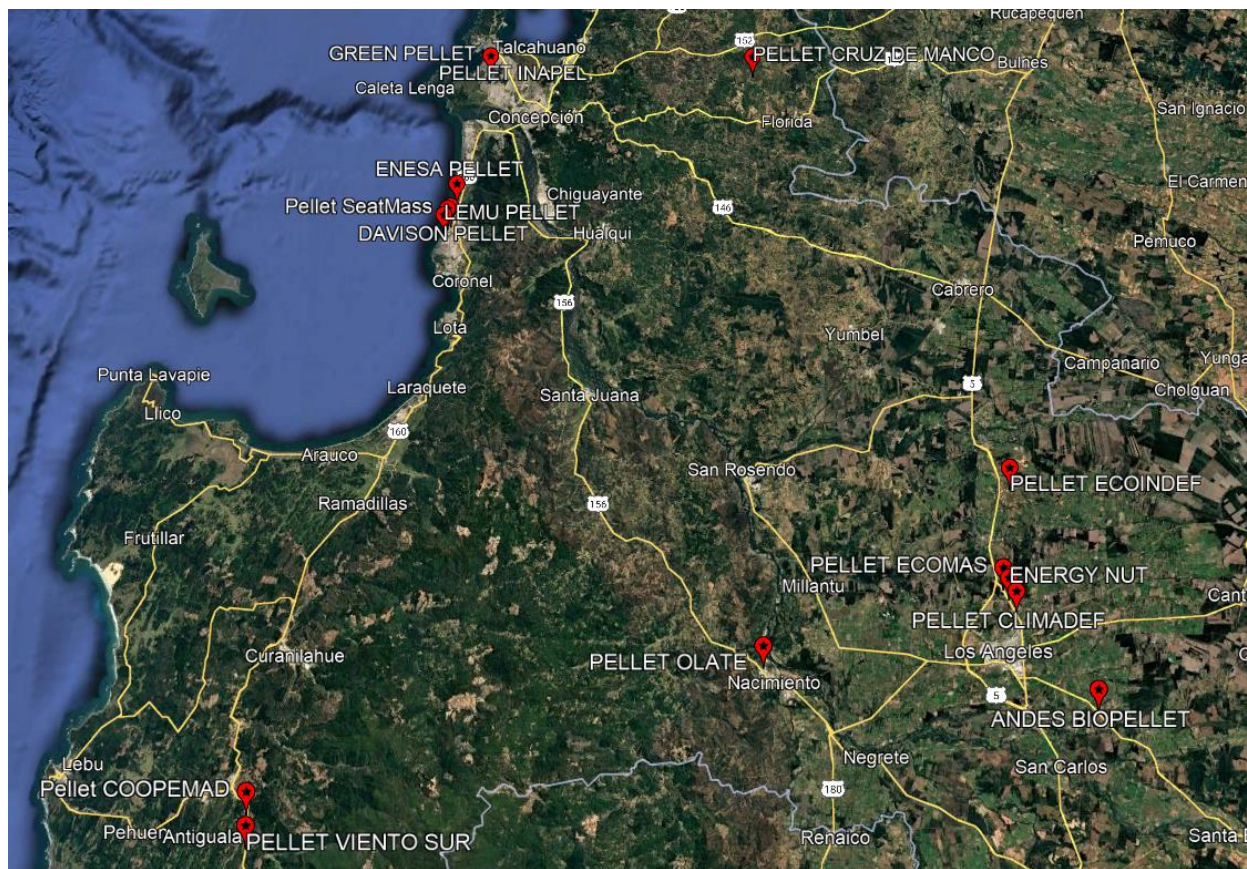 Rucapequen
GREEN PELLET
Talcahuano
152
PELLET CRUZ DE MANCO
Bulnes
PELLET INAPEL
Caleta Lenga
San Ignacio
Concepción
Florida
ENESA PELLET
El Carmen
Chiguayante
Pellet SeatMass
LEMU PELLET
146
DAVISON PELLET
Hualqui
Pemuco
Coronel
Cabrero
156
Lota
Yumbel
Campanario
Yunga
Punta Lavapie
5
Cholguan
Laraquete
Santa Juana
Llico
160
Arauco
San Rosendo
PELLET ECOINDEF
Ramadillas
156
Frutillar
PELLET ECOMAS
ENERGY NUT
Millantu
Cant
PELLET CLIMADEF
Curanilahue
PELLET OLATE
Los Angeles
Nacimiento
5
ANDES BIOPELLET
Negrete
Lebu
San Carlos
Pellet COOPEMAD
180
Pehuen
Antiguala
PELLET VIENTO SUR
Renaico
Santa